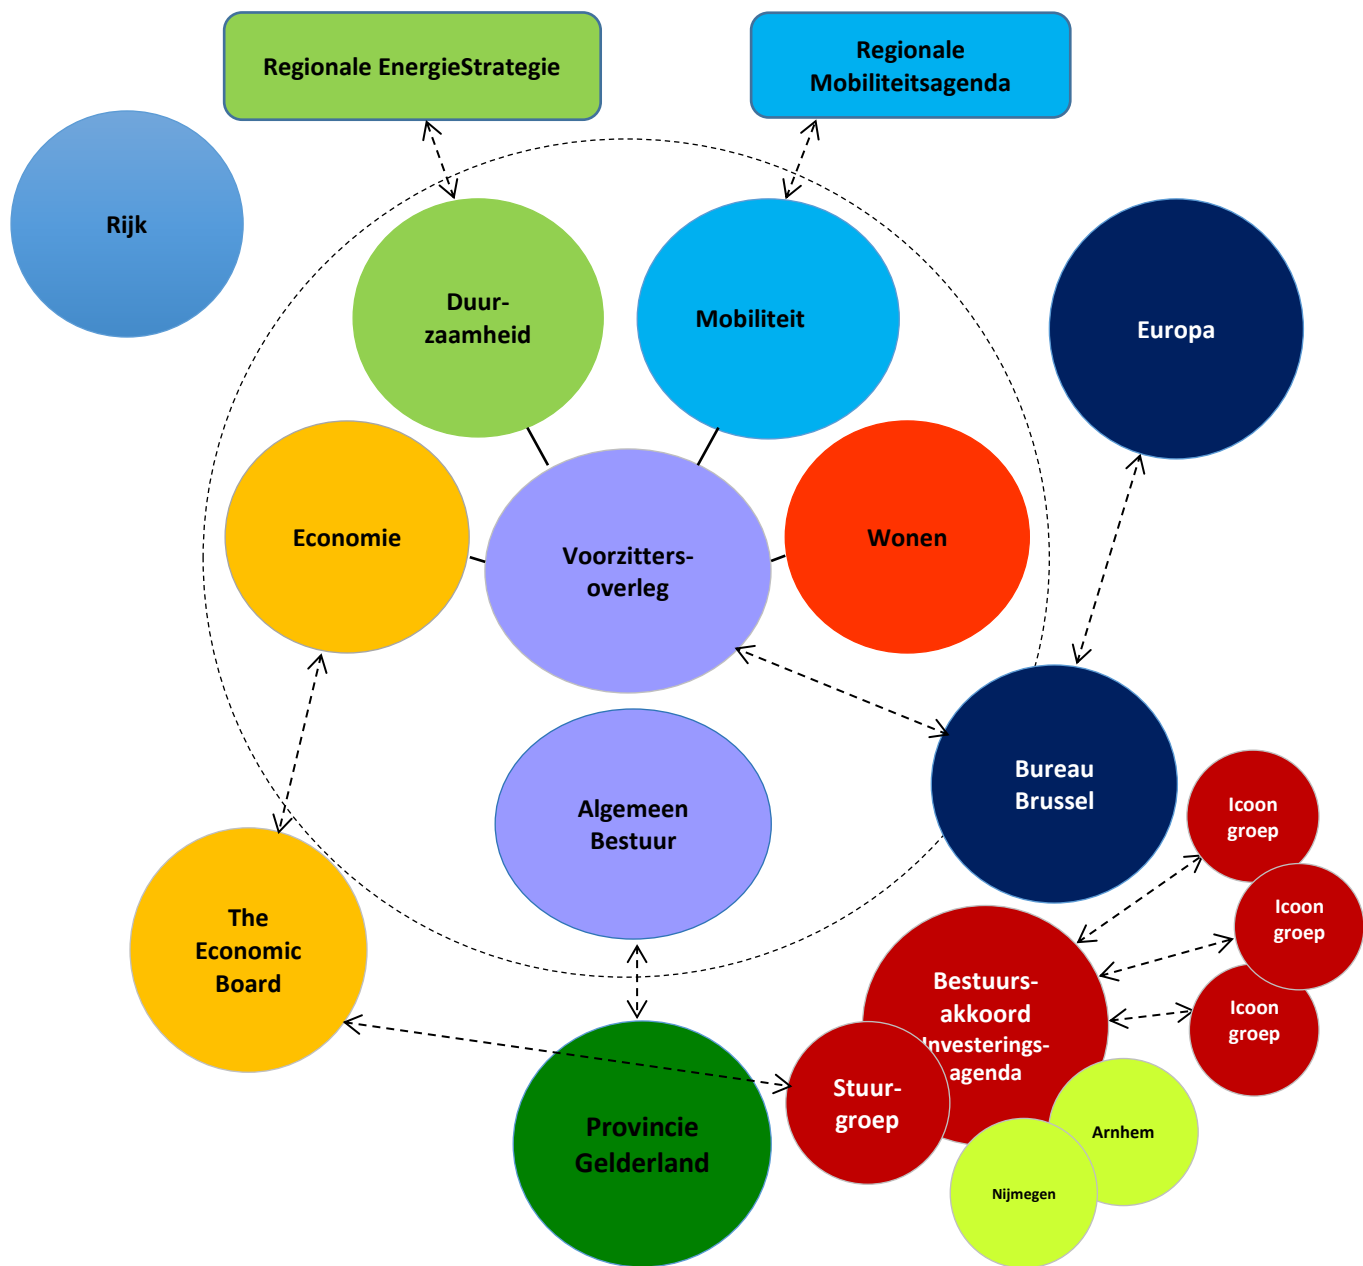 Regionale EnergieStrategie
Regionale
Mobiliteitsagenda
Rijk
Duur-
zaamheid
Mobiliteit
Europa
Economie
Voorzitters-
overleg
Wonen
Algemeen
Bestuur
Bureau
Brussel
Icoon
groep
Icoon
groep
Icoon
groep
The
Economic
Board
Bestuurs-
akkoord
Investerings-
agenda
Stuur-
groep
Provincie
Gelderland
Arnhem
Nijmegen